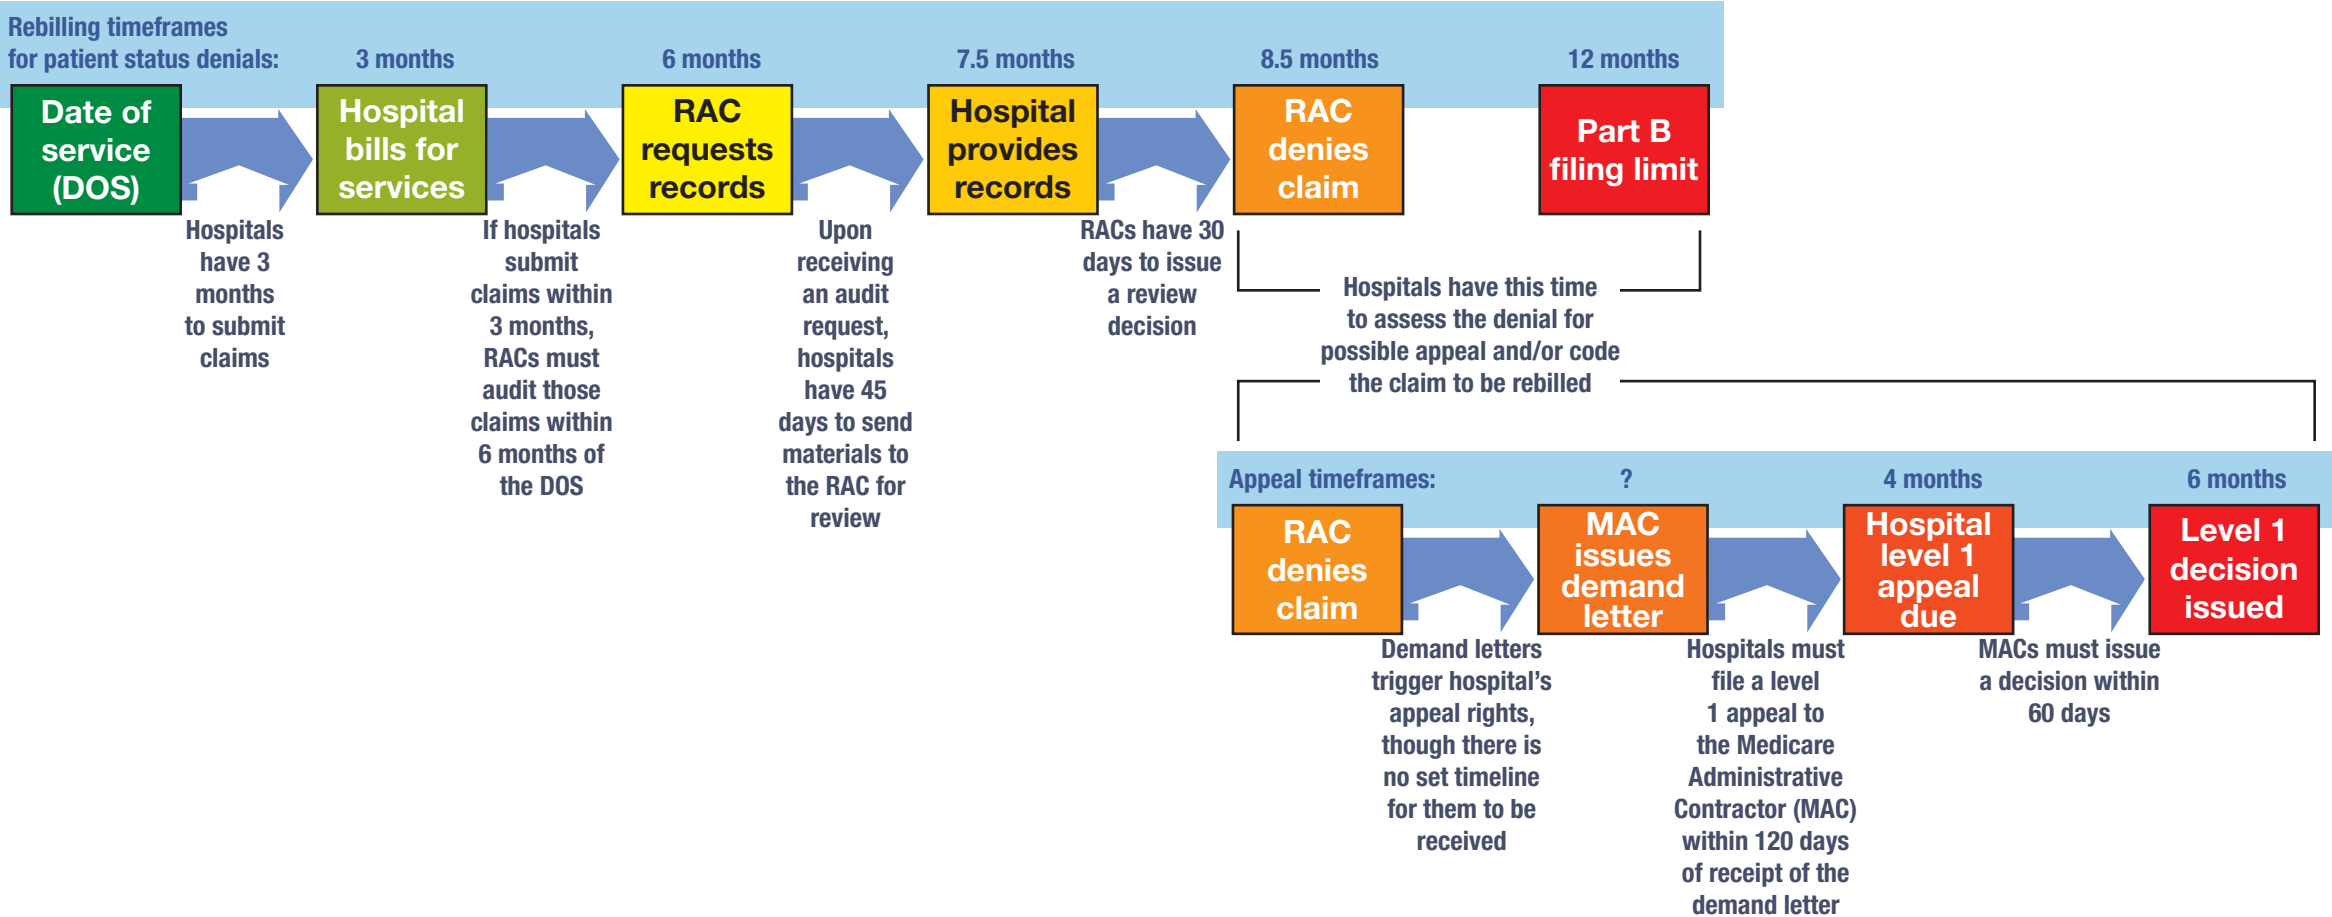 Rebilling timeframes
for patient status denials:
3 months
6 months
7.5 months
8.5 months
12 months
Date of
service
(DOS)
Hospital
bills for
services
RAC
requests
records
Hospital
provides
records
RAC
denies
claim
Part B
filing limit
Hospitals
have 3
months
to submit
claims
If hospitals
submit
claims within
3 months,
RACs must
audit those
claims within
6 months of
the DOS
Upon
receiving
an audit
request,
hospitals
have 45
days to send
materials to
the RAC for
review
RACs have 30
days to issue
a review
decision
Hospitals have this time
to assess the denial for
possible appeal and/or code
the claim to be rebilled
Appeal timeframes:
?
4 months
6 months
RAC
denies
claim
MAC
issues
demand
letter
Hospital
level 1
appeal
due
Level 1
decision
issued
Demand letters
trigger hospital’s
appeal rights,
though there is
no set timeline
for them to be
received
Hospitals must
file a level
1 appeal to
the Medicare
Administrative
Contractor (MAC)
within 120 days
of receipt of the
demand letter
MACs must issue
a decision within
60 days